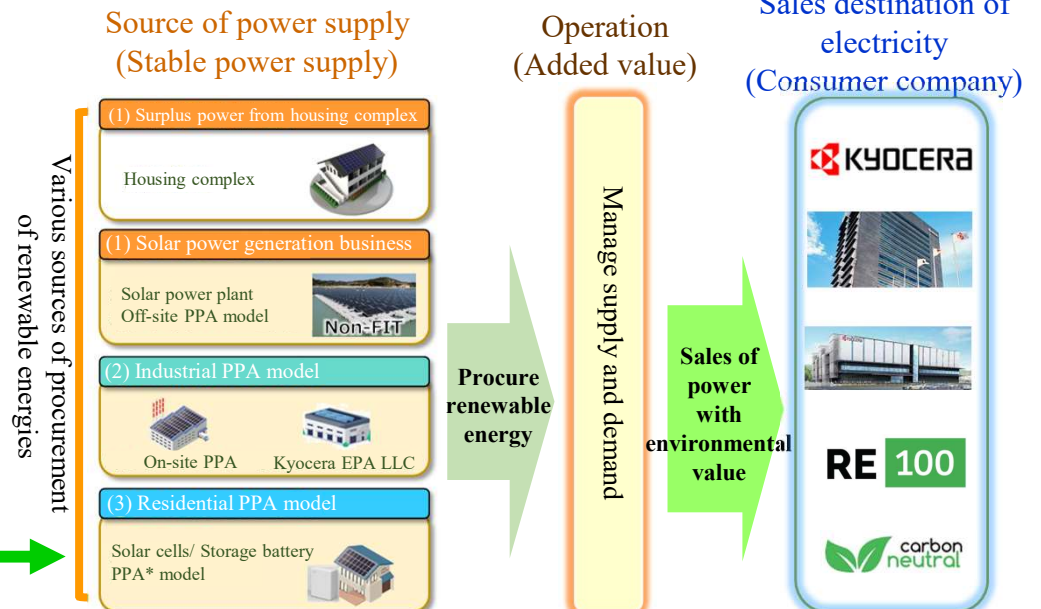 Source of power supply
(Stable power supply)
Operation
(Added value)
Sales destination of
electricity
(Consumer company)
Various sources of procurement
of renewable energies
(1) Surplus power from housing complex
Housing complex
(1) Solar power generation business
Solar power plant
Off-site PPA model
Non-FIT
(2) Industrial PPA model
On-site PPA
Kyocera EPA LLC
(3) Residential PPA model
Solar cells/ Storage battery
PPA* model
Procure
renewable
energy
Manage supply and demand
Sales of
power
with
environmental
value
KYOCERA
RE 100
carbon
neutral